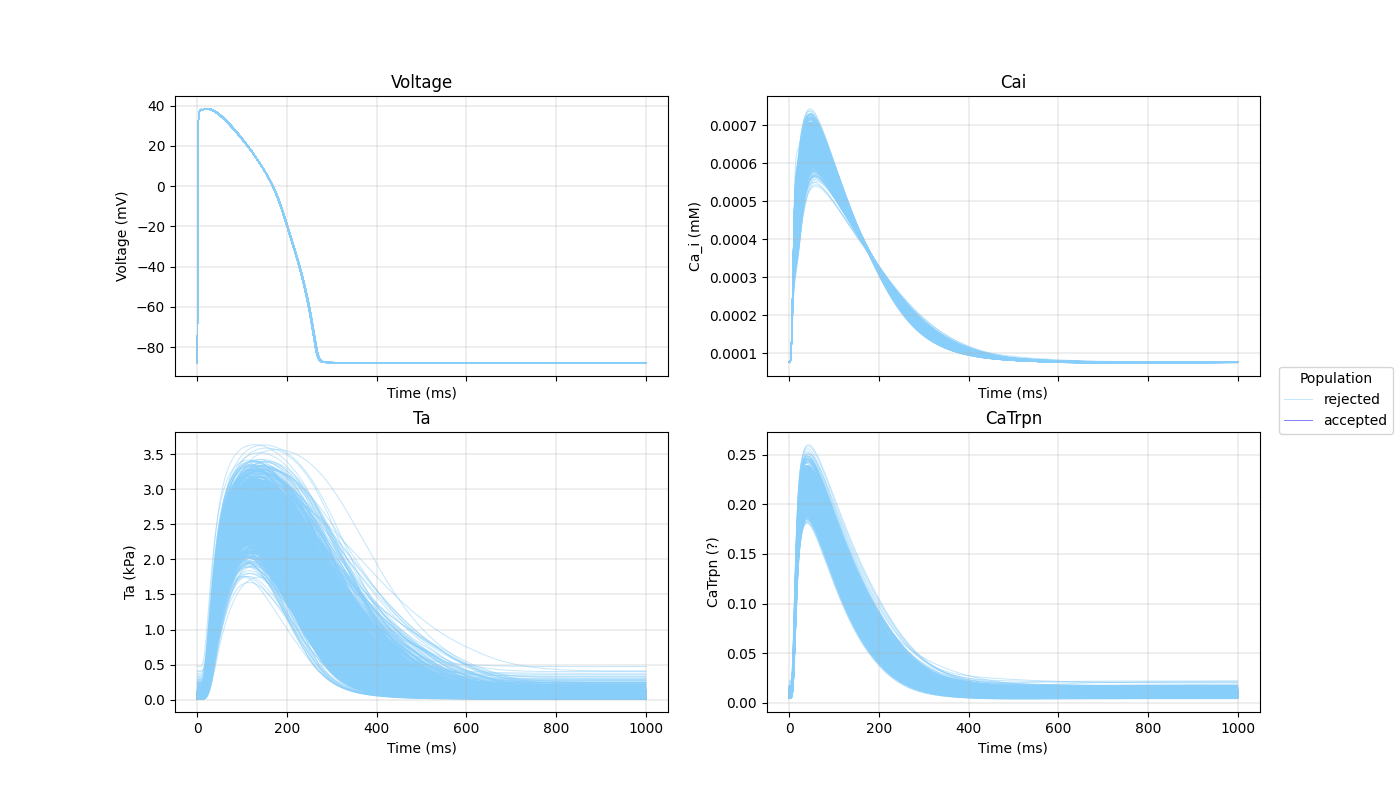 Voltage
40
20
0
−20
−40
−60
−80
Voltage (mV)
Time (ms)
Cai
0.0007
0.0006
0.0005
0.0004
0.0003
0.0002
0.0001
Ca_i (mM)
Time (ms)
Population
rejected
accepted
Ta
3.5
3.0
2.5
2.0
1.5
1.0
0.5
0.0
Ta (kPa)
0 200 400 600 800 1000
Time (ms)
CaTrpn
0.25
0.20
0.15
0.10
0.05
0.00
CaTrpn (?)
0 200 400 600 800 1000
Time (ms)